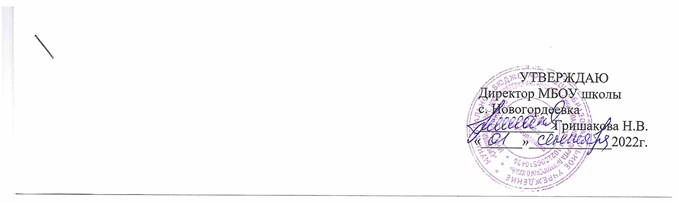 УТВЕРЖДАЮ
Директор МБОУ школы
с. Новогордеевка
Гришакова Н.В.
« 01 » сентября 2022г.